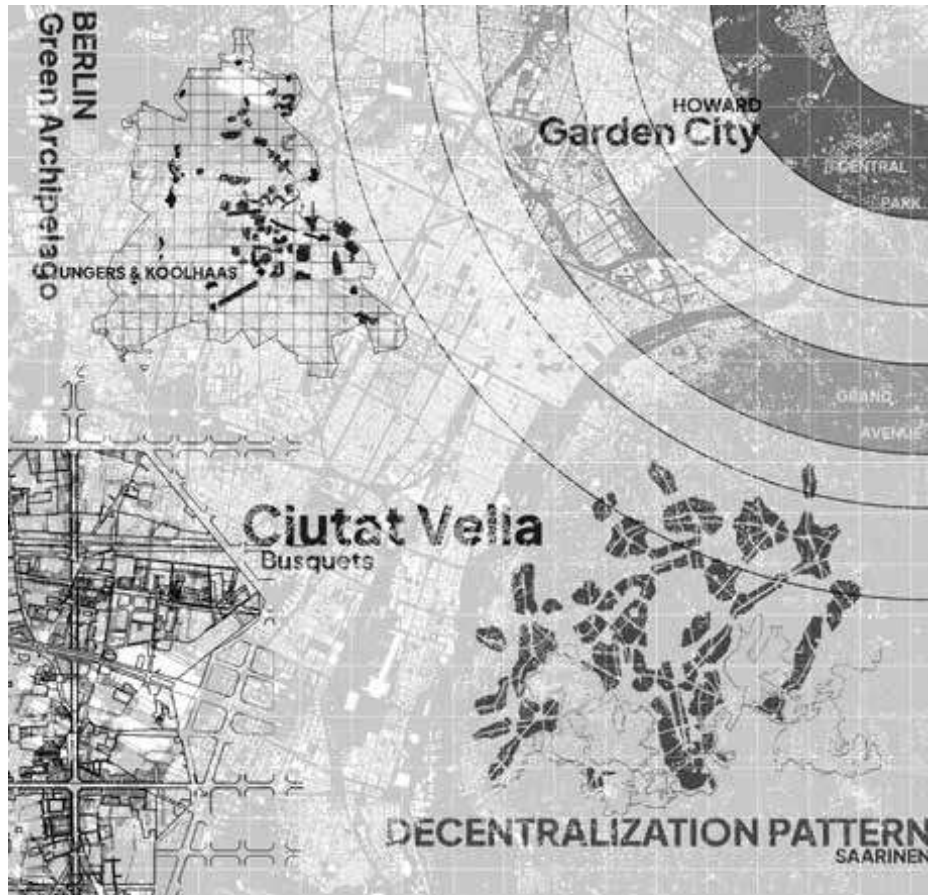 BERLIN
Green Archipelago
UNGERS & KOOLHAAS
HOWARD
Garden City
CENTRAL
PARK
GRAND
AVENUE
Ciutat Vella
Busquets
DECENTRALIZATION PATTERN
SAARINEN